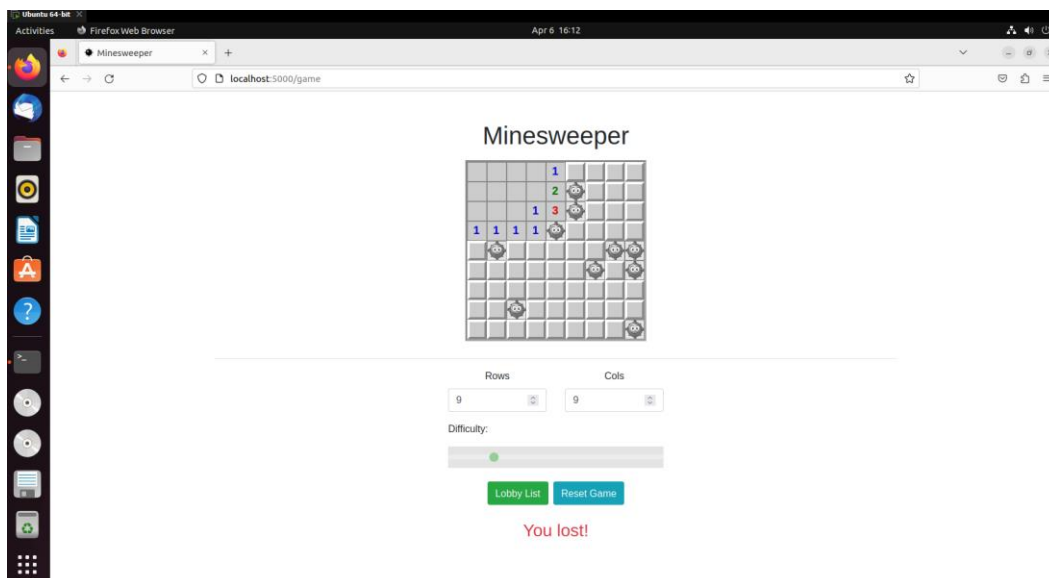 Ubuntu 64-bit
Activities Firefox Web Browser Apr 6 16:12
Minesweeper
localhost:5000/game
Minesweeper
1
2
1 3
1 1 1 1
Rows Cols
9 9
Difficulty:
Lobby List Reset Game
You lost!